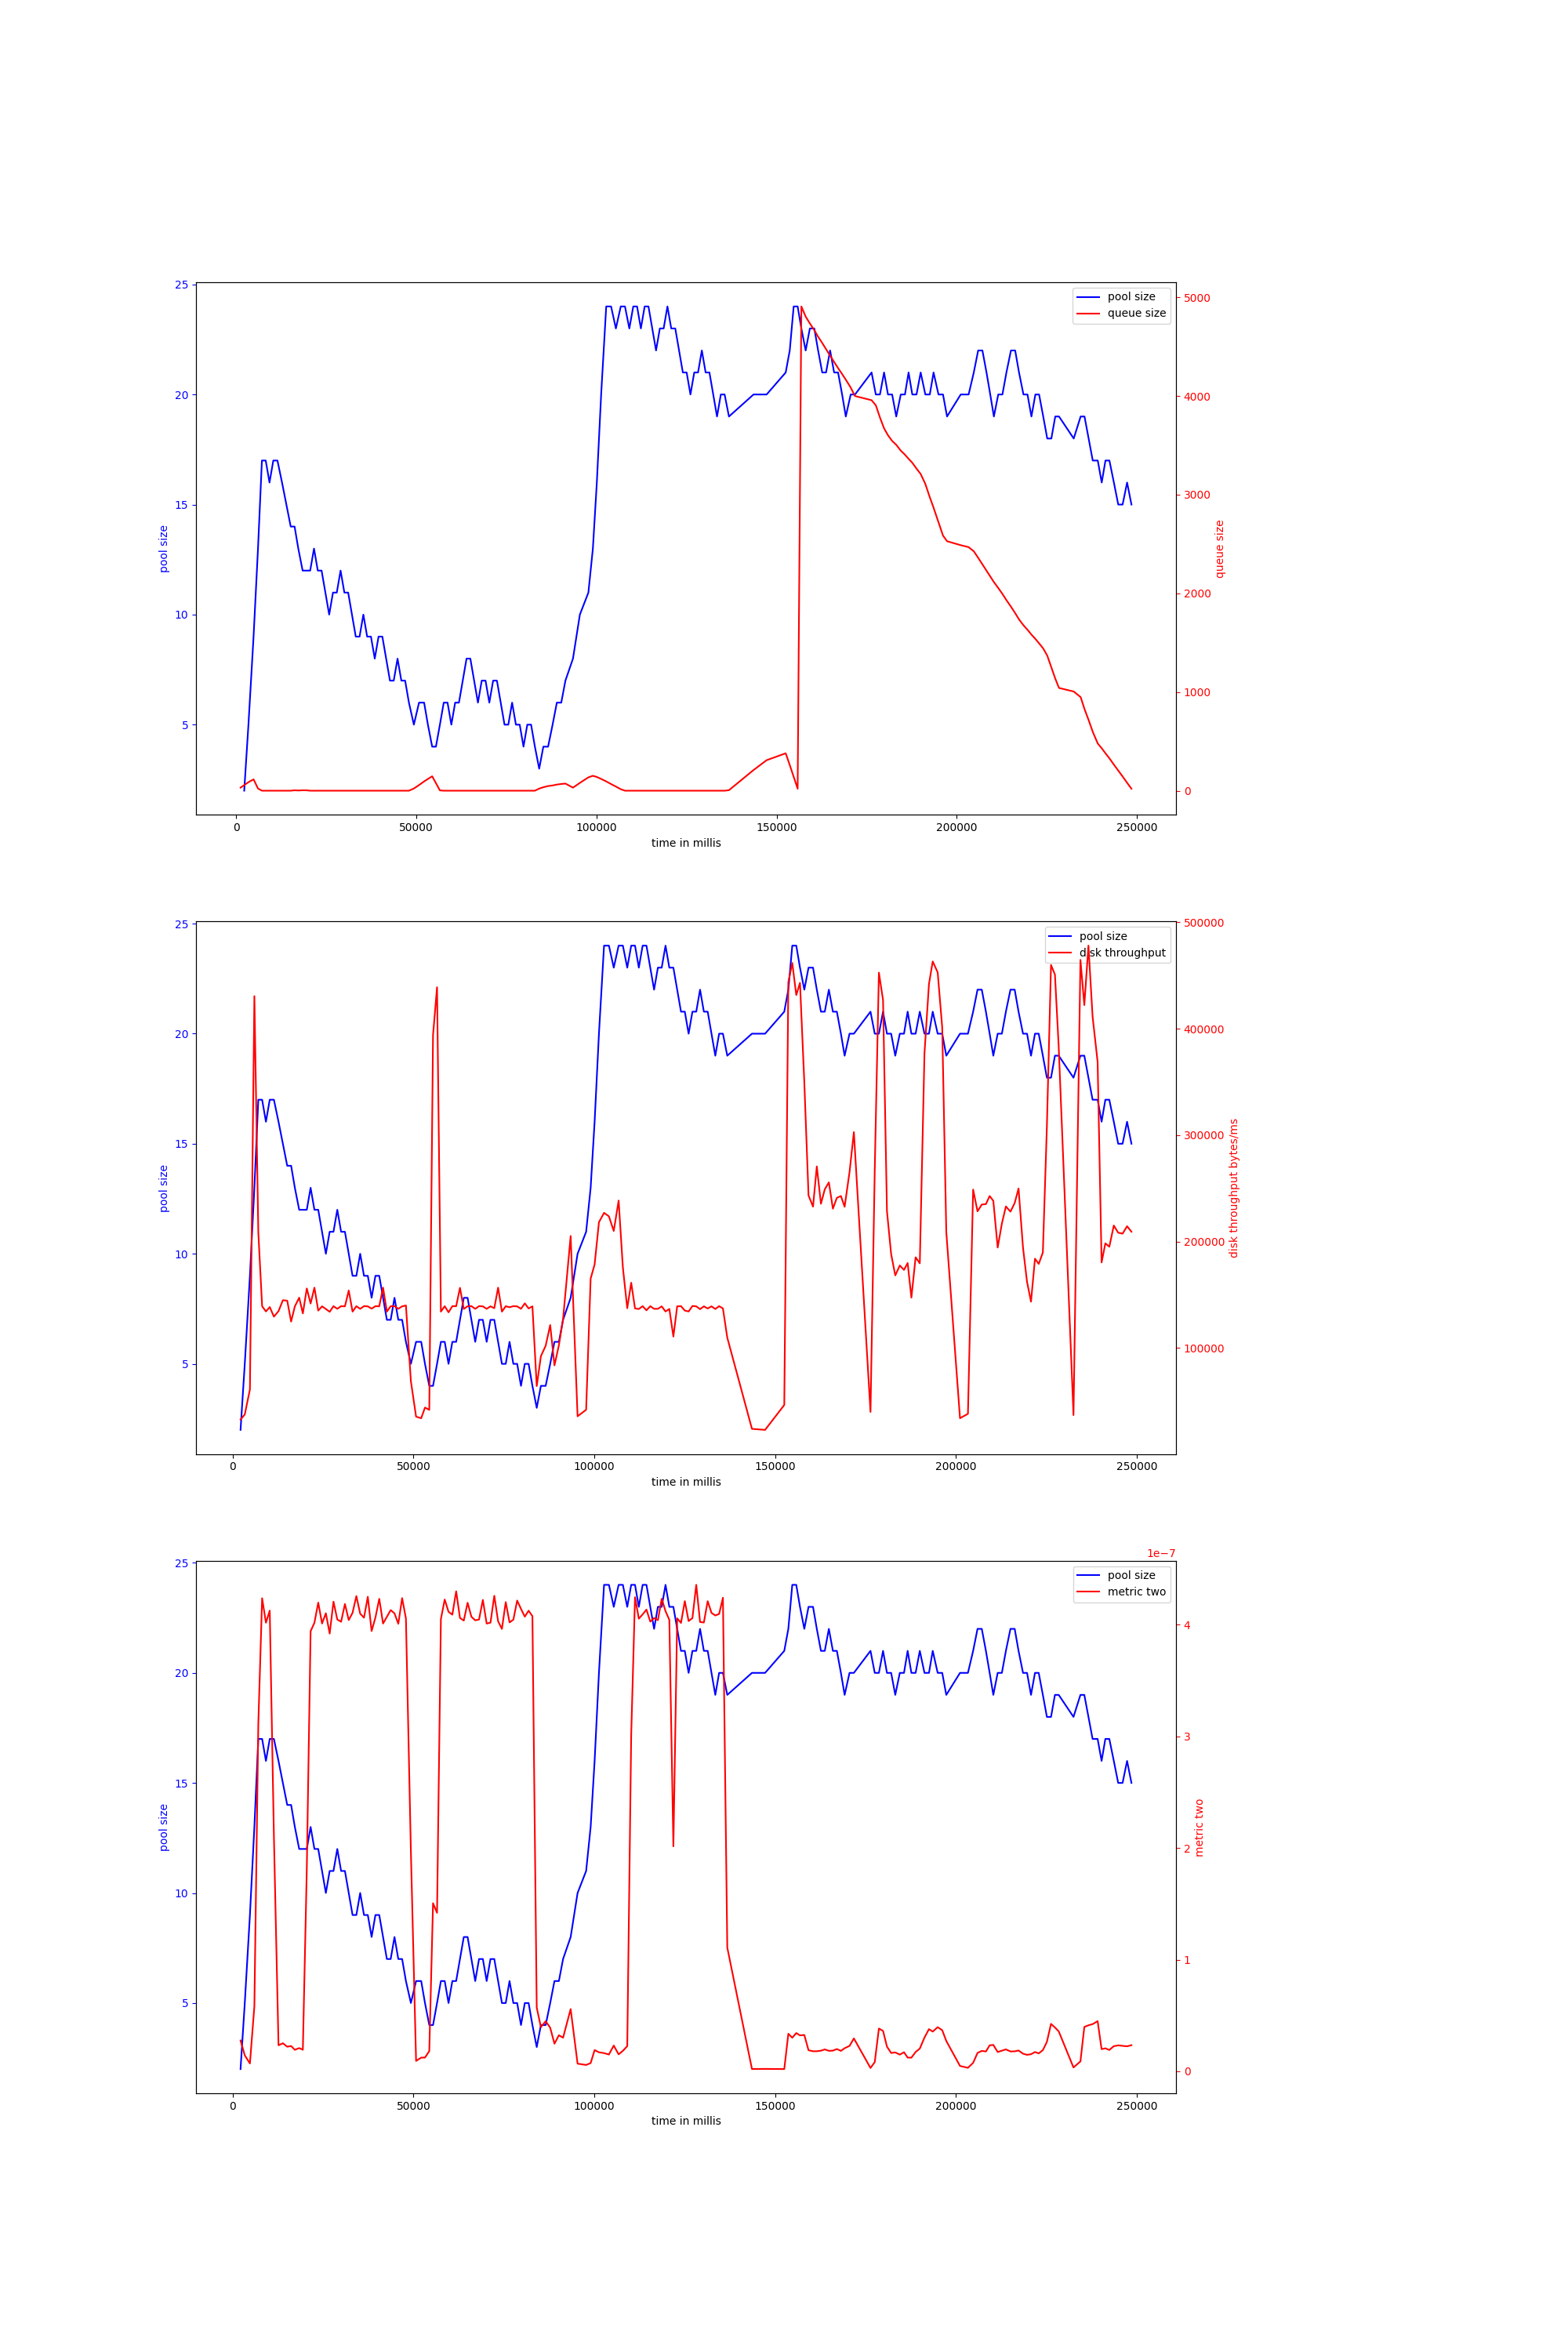 25
20
15
10
5
pool size
pool size
queue size
5000
4000
3000
2000
1000
0
queue size
0 50000 100000 150000 200000 250000
time in millis
25
20
15
10
5
pool size
pool size
disk throughput
500000
400000
300000
200000
100000
disk throughput bytes/ms
0 50000 100000 150000 200000 250000
time in millis
1e−7
25
20
15
10
5
pool size
pool size
metric two
4
3
2
1
0
metric two
0 50000 100000 150000 200000 250000
time in millis